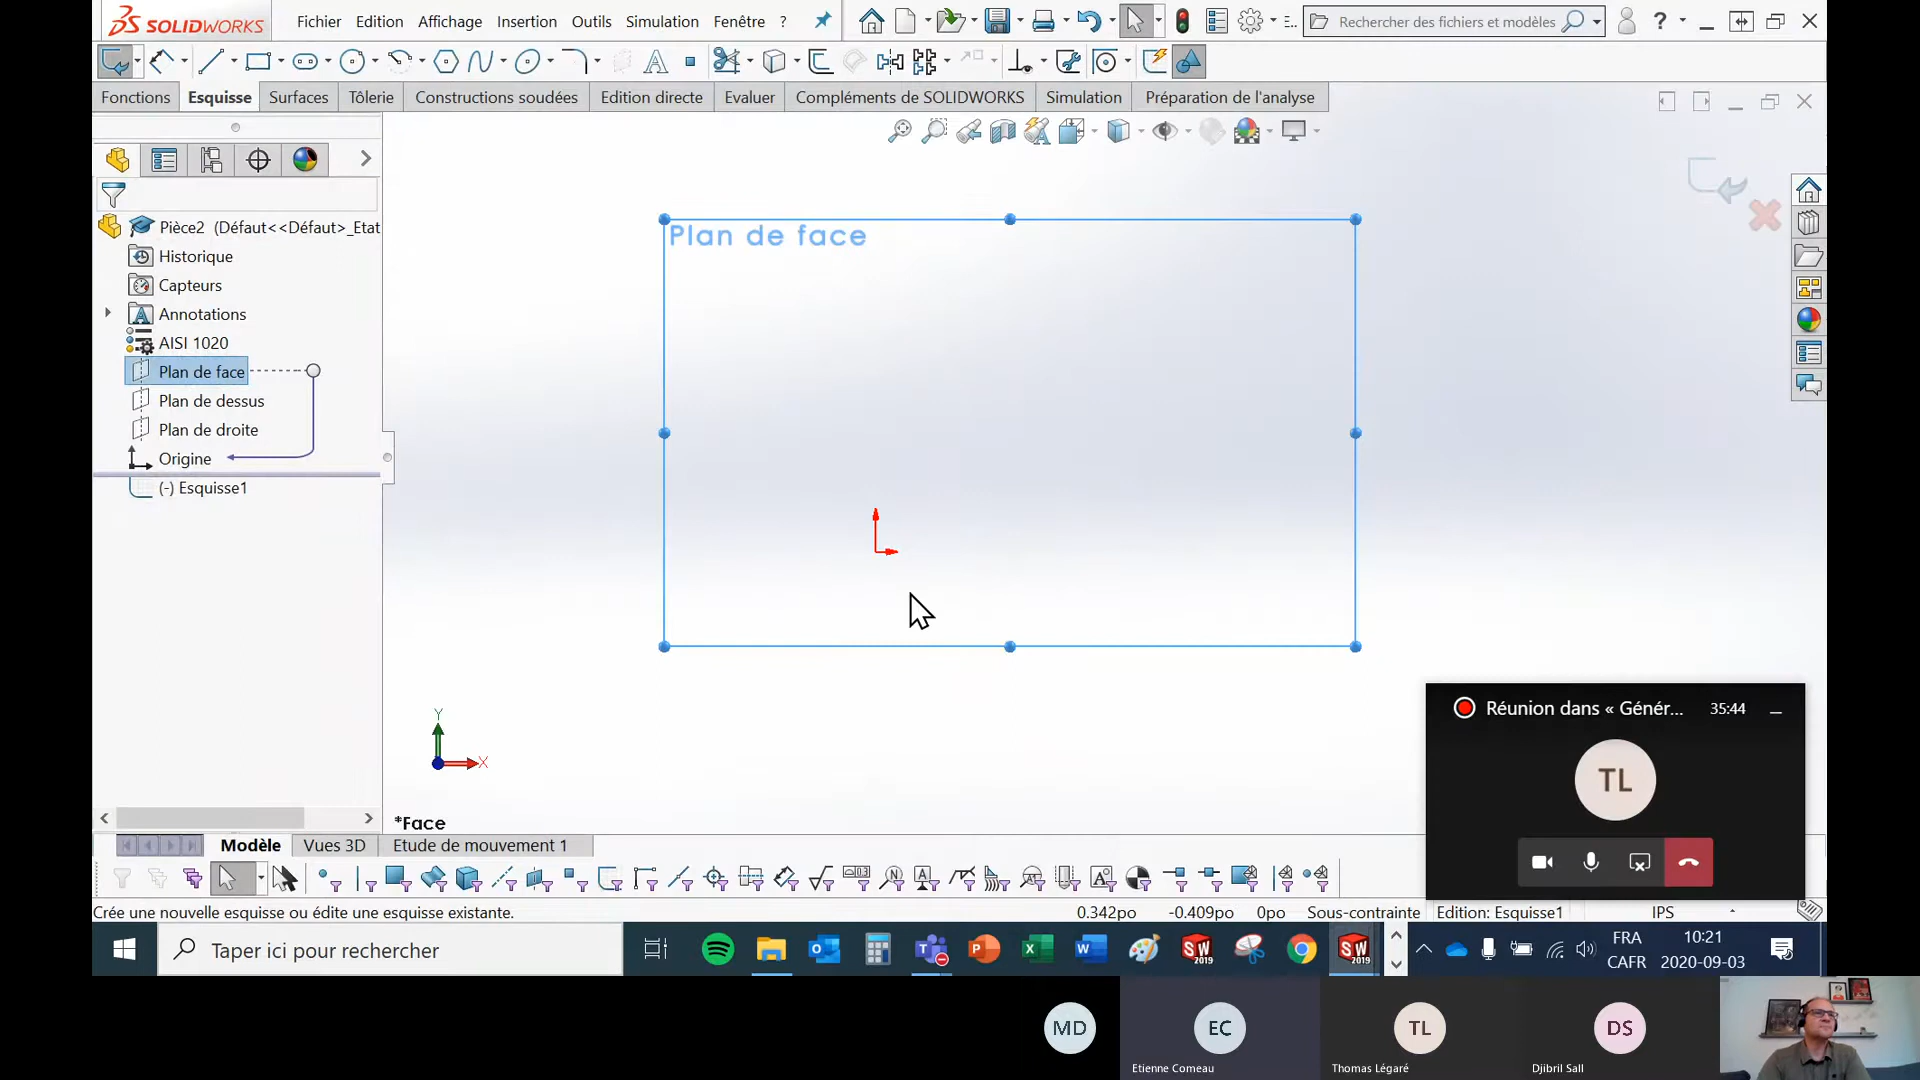 SOLIDWORKS
Fichier Edition Affichage Insertion Outils Simulation Fenêtre ?
E..
Rechercher des fichiers et modèles
?
Fonctions Esquisse Surfaces Tôlerie Constructions soudées Edition directe Evaluer Compléments de SOLIDWORKS Simulation Préparation de l'analyse
Pièce2 (Défaut<<Défaut>_Etat
Historique
Capteurs
Annotations
AISI 1020
Plan de face
Plan de dessus
Plan de droite
Origine
(-) Esquisse1
Plan de face
Y
X
*Face
Réunion dans « Génér... 35:44
TL
Modèle Vues 3D Etude de mouvement 1
Crée une nouvelle esquisse ou édite une esquisse existante.
0.342po -0.409po 0po Sous-contrainte Edition: Esquisse1 IPS
Taper ici pour rechercher
SW 2019
SW 2019
FRA
CAFR
10:21
2020-09-03
MD
EC
TL
DS
Etienne Comeau
Thomas Légaré
Djibril Sall